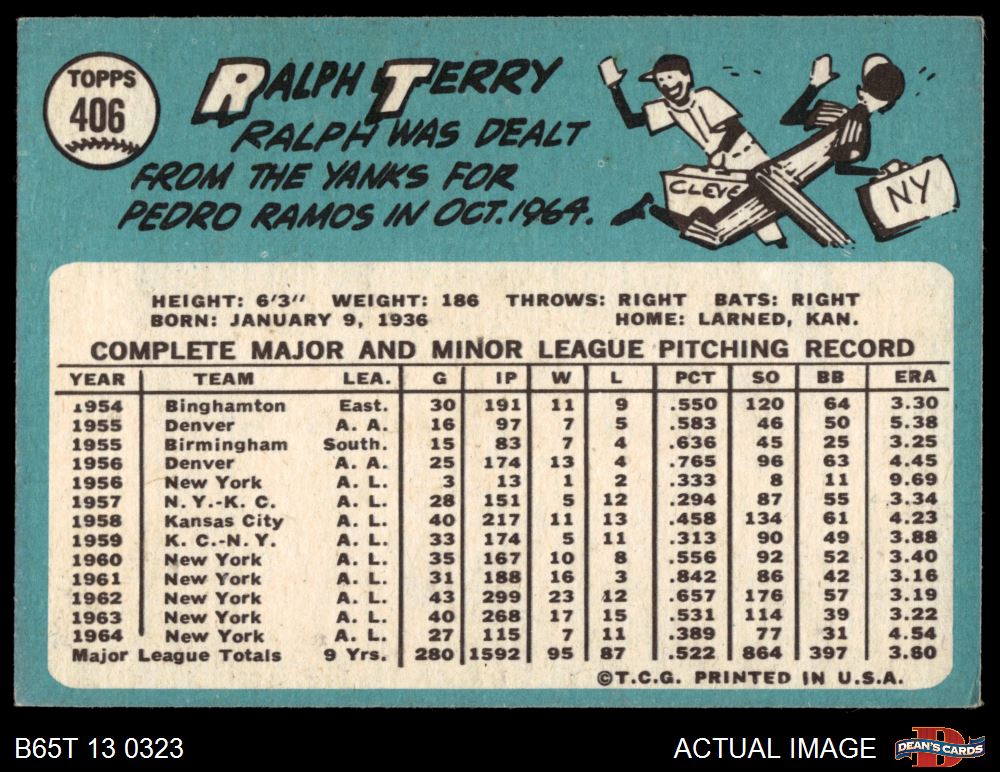 TOPPS
406
RALPH TERRY
RALPH WAS DEALT
FROM THE YANKS FOR
PEDRO RAMOS IN OCT. 1964.
CLEVE
NY
HEIGHT: 6'3" WEIGHT: 186 THROWS: RIGHT BATS: RIGHT
BORN: JANUARY 9, 1936 HOME: LARNED, KAN.
COMPLETE MAJOR AND MINOR LEAGUE PITCHING RECORD
YEAR TEAM LEA. G IP W L PCT SO BB ERA
1954 Binghamton East. 30 191 11 9 .550 120 64 3.30
1955 Denver A. A. 16 97 7 5 .583 46 50 5.38
1955 Birmingham South. 15 83 7 4 .636 45 25 3.25
1956 Denver A. A. 25 174 13 4 .765 96 63 4.45
1956 New York A. L. 3 13 1 2 .333 8 11 9.69
1957 N. Y.-K. C. A. L. 28 151 5 12 .294 87 55 3.34
1958 Kansas City A. L. 40 217 11 13 .458 134 61 4.23
1959 K. C.-N. Y. A. L. 33 174 5 11 .313 90 49 3.88
1960 New York A. L. 35 167 10 8 .556 92 52 3.40
1961 New York A. L. 31 188 16 3 .842 86 42 3.16
1962 New York A. L. 43 299 23 12 .657 176 57 3.19
1963 New York A. L. 40 268 17 15 .531 114 39 3.22
1964 New York A. L. 27 115 7 11 .389 77 31 4.54
Major League Totals 9 Yrs. 280 1592 95 87 .522 864 397 3.60
©T.C.G. PRINTED IN U.S.A.
B65T 13 0323 ACTUAL IMAGE
D
DEAN'S CARDS